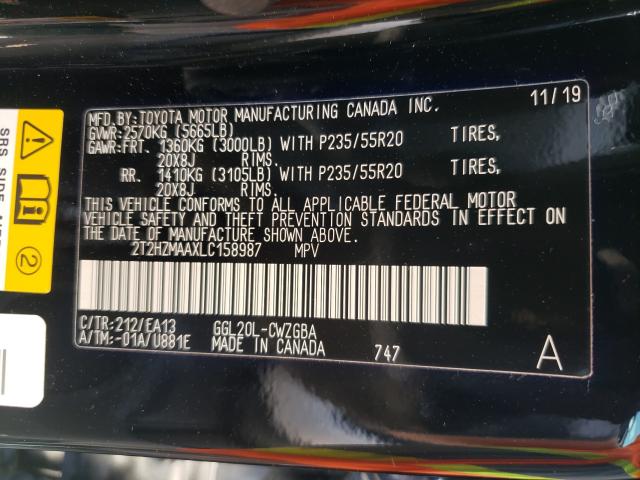 MFD.BY:TOYOTA MOTOR MANUFACTURING CANADA INC. 11/19
GVWR:2570KG (5665LB)
GAWR:FRT. 1360KG (3000LB) WITH P235/55R20 TIRES,
20X8J RIMS.
RR. 1410KG (3105LB) WITH P235/55R20 TIRES,
20X8J RIMS.
THIS VEHICLE CONFORMS TO ALL APPLICABLE FEDERAL MOTOR
VEHICLE SAFETY AND THEFT PREVENTION STANDARDS IN EFFECT ON
THE DATE OF MANUFACTURE SHOWN ABOVE.
2T2HZMAAXLC158987 MPV
C/TR:212/EA13 GGL20L-CWZGBA
A/TM:-01A/U881E MADE IN CANADA 747 A
SRS SIDE
2